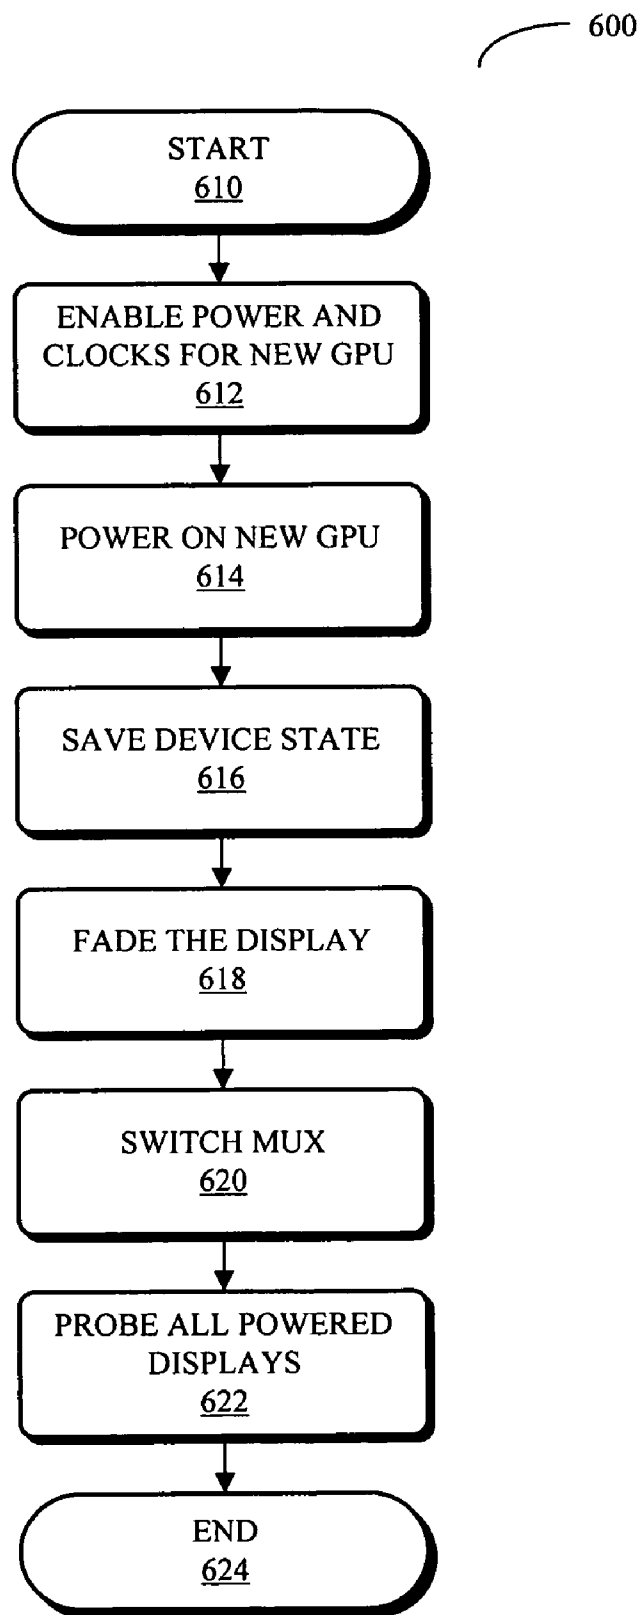 600
START
610
ENABLE POWER AND
CLOCKS FOR NEW GPU
612
POWER ON NEW GPU
614
SAVE DEVICE STATE
616
FADE THE DISPLAY
618
SWITCH MUX
620
PROBE ALL POWERED
DISPLAYS
622
END
624